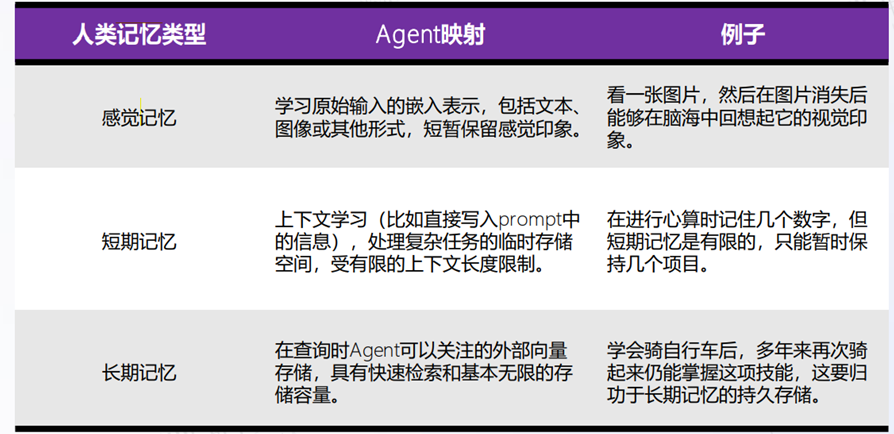 人类记忆类型
Agent映射
例子
感觉记忆
学习原始输入的嵌入表示，包括文本、
图像或其他形式，短暂保留感觉印象。
看一张图片，然后在图片消失后
能够在脑海中回想起它的视觉印
象。
短期记忆
上下文学习（比如直接写入prompt中
的信息），处理复杂任务的临时存储
空间，受有限的上下文长度限制。
在进行心算时记住几个数字，但
短期记忆是有限的，只能暂时保
持几个项目。
长期记忆
在查询时Agent可以关注的外部向量
存储，具有快速检索和基本无限的存
储容量。
学会骑自行车后，多年来再次骑
起来仍能掌握这项技能，这要归
功于长期记忆的持久存储。